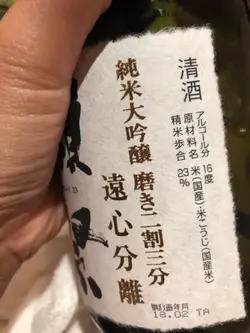 清酒
アルコール分 16度
原材料名 米(国産)・米こうじ(国産米)
精米歩合 23%
純米大吟醸 磨き二割三分
遠心分離
製造年月
18.02 TA